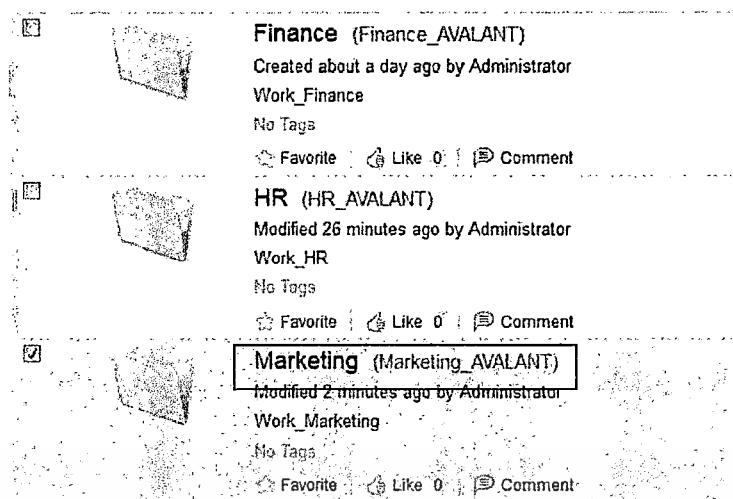 Finance (Finance_AVALANT)
Created about a day ago by Administrator
Work_Finance
No Tags
Favorite Like 0 Comment
HR (HR_AVALANT)
Modified 26 minutes ago by Administrator
Work_HR
No Tags
Favorite Like 0 Comment
Marketing (Marketing_AVALANT)
Modified 2 minutes ago by Administrator
Work_Marketing
No Tags
Favorite Like 0 Comment